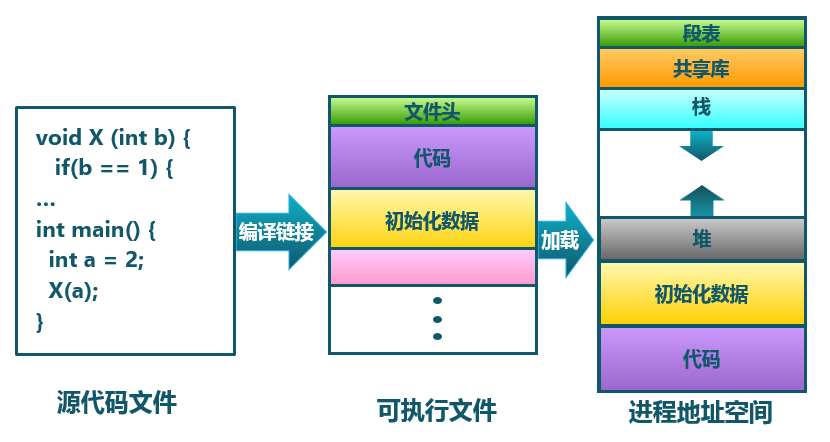 void X (int b) {
if(b == 1) {
...
int main() {
int a = 2;
X(a);
}
源代码文件
编译链接
文件头
代码
初始化数据
可执行文件
加载
段表
共享库
栈
堆
初始化数据
代码
进程地址空间